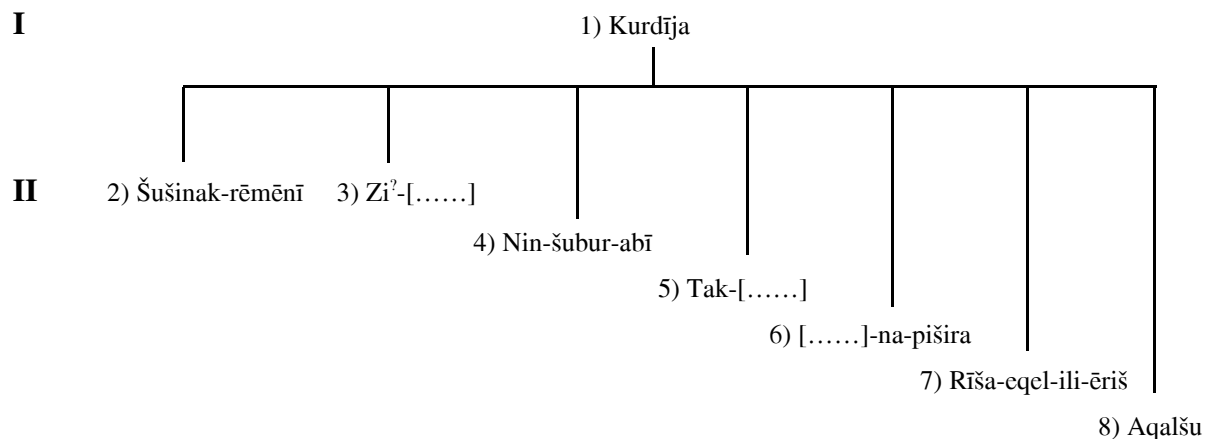 I 1) Kurdīja
II 2) Šušinak-rēmēnī 3) Zi?-[……]
4) Nin-šubur-abī
5) Tak-[……]
6) [……]-na-pišira
7) Rīša-eqel-ili-ēriš
8) Aqalšu